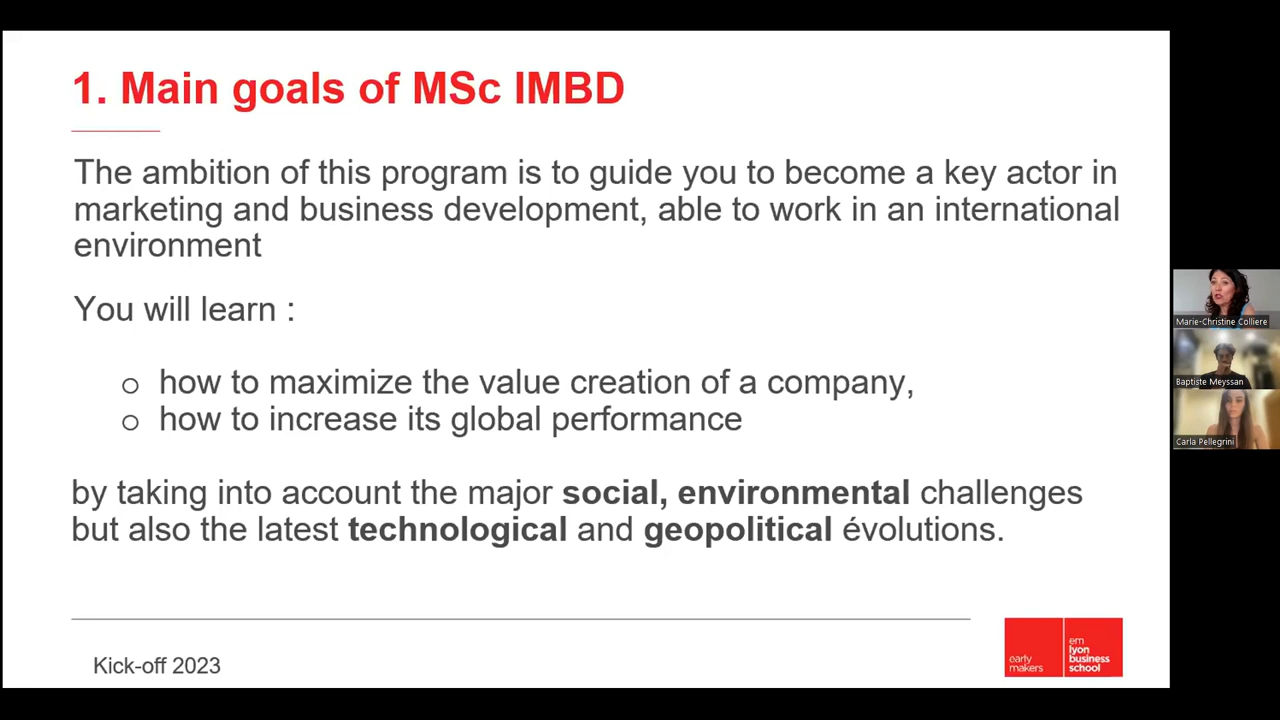 1. Main goals of MSc IMBD
The ambition of this program is to guide you to become a key actor in
marketing and business development, able to work in an international
environment
You will learn :
o how to maximize the value creation of a company,
o how to increase its global performance
by taking into account the major social, environmental challenges
but also the latest technological and geopolitical évolutions.
Kick-off 2023
early
makers
em
lyon
business
school
Marie-Christine Colliere
Baptiste Meyssan
Carla Pellegrini